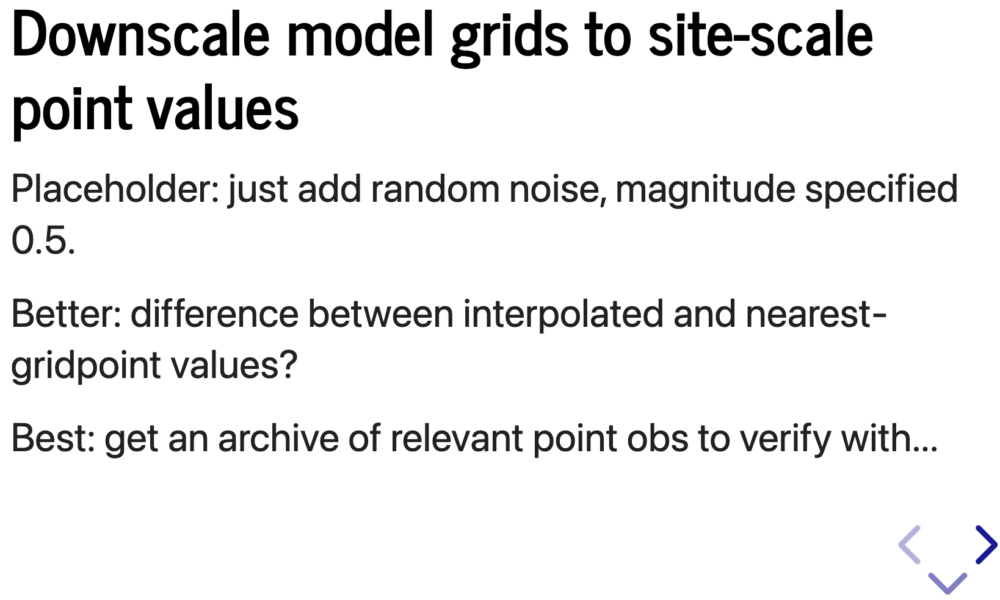 Downscale model grids to site-scale
point values
Placeholder: just add random noise, magnitude specified
0.5.
Better: difference between interpolated and nearest-
gridpoint values?
Best: get an archive of relevant point obs to verify with...